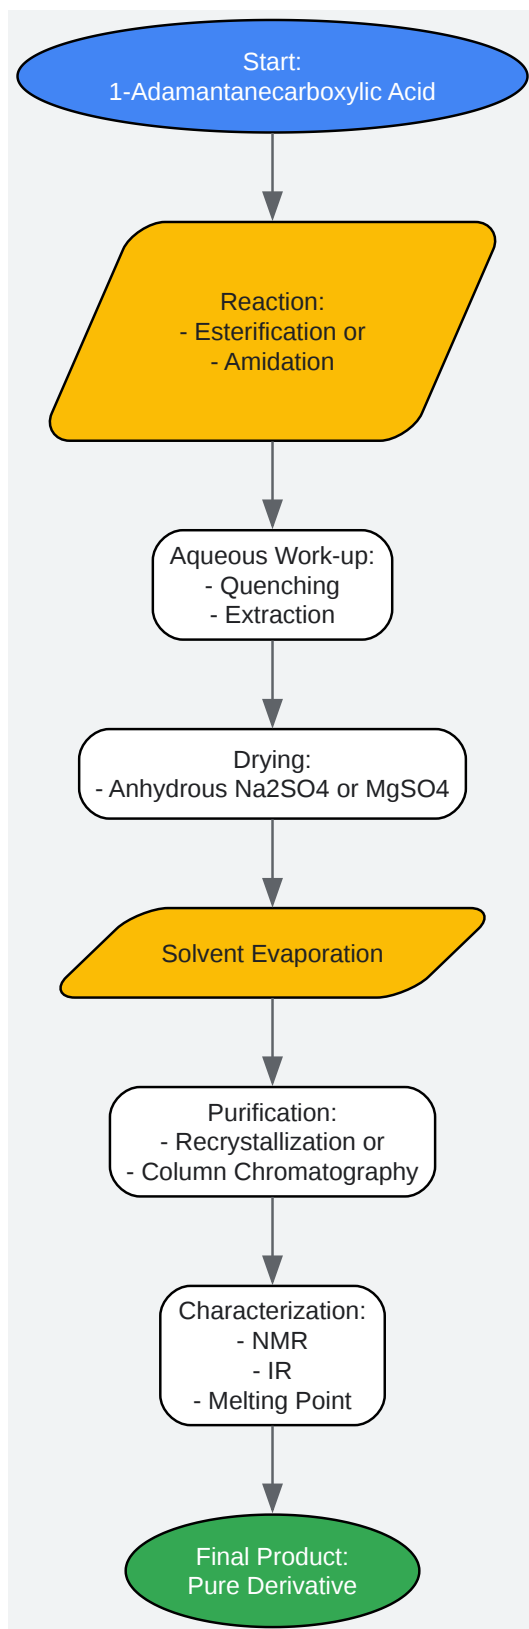 Start:
1-Adamantanecarboxylic Acid
Reaction:
- Esterification or
- Amidation
Aqueous Work-up:
- Quenching
- Extraction
Drying:
- Anhydrous Na2SO4 or MgSO4
Solvent Evaporation
Purification:
- Recrystallization or
- Column Chromatography
Characterization:
- NMR
- IR
- Melting Point
Final Product:
Pure Derivative